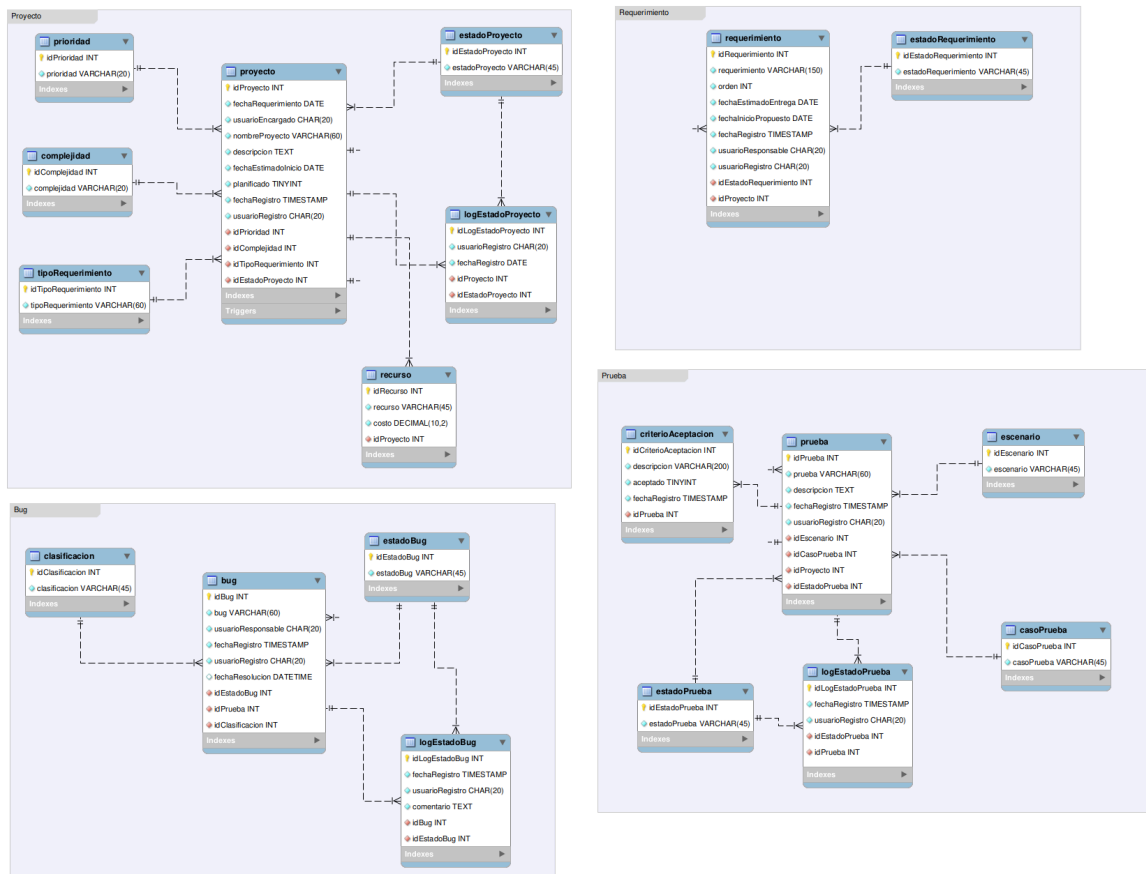 Proyecto
prioridad
idPrioridad INT
prioridad VARCHAR(20)
Indexes
complejidad
idComplejidad INT
complejidad VARCHAR(20)
Indexes
tipoRequerimiento
idTipoRequerimiento INT
tipoRequerimiento VARCHAR(60)
Indexes
proyecto
idProyecto INT
fechaRequerimiento DATE
usuarioEncargado CHAR(20)
nombreProyecto VARCHAR(60)
descripcion TEXT
fechaEstimadoInicio DATE
planificado TINYINT
fechaRegistro TIMESTAMP
usuarioRegistro CHAR(20)
idPrioridad INT
idComplejidad INT
idTipoRequerimiento INT
idEstadoProyecto INT
Indexes
Triggers
estadoProyecto
idEstadoProyecto INT
estadoProyecto VARCHAR(45)
Indexes
logEstadoProyecto
idLogEstadoProyecto INT
usuarioRegistro CHAR(20)
fechaRegistro DATE
idProyecto INT
idEstadoProyecto INT
Indexes
recurso
idRecurso INT
recurso VARCHAR(45)
costo DECIMAL(10,2)
idProyecto INT
Indexes
Requerimiento
requerimiento
idRequerimiento INT
requerimiento VARCHAR(150)
orden INT
fechaEstimadoEntrega DATE
fechaInicioPropuesto DATE
fechaRegistro TIMESTAMP
usuarioResponsable CHAR(20)
usuarioRegistro CHAR(20)
idEstadoRequerimiento INT
idProyecto INT
Indexes
estadoRequerimiento
idEstadoRequerimiento INT
estadoRequerimiento VARCHAR(45)
Indexes
Prueba
criterioAceptacion
idCriterioAceptacion INT
descripcion VARCHAR(200)
aceptado TINYINT
fechaRegistro TIMESTAMP
idPrueba INT
Indexes
prueba
idPrueba INT
prueba VARCHAR(60)
descripcion TEXT
fechaRegistro TIMESTAMP
usuarioRegistro CHAR(20)
idEscenario INT
idCasoPrueba INT
idProyecto INT
idEstadoPrueba INT
Indexes
escenario
idEscenario INT
escenario VARCHAR(45)
Indexes
casoPrueba
idCasoPrueba INT
casoPrueba VARCHAR(45)
Indexes
estadoPrueba
idEstadoPrueba INT
estadoPrueba VARCHAR(45)
Indexes
logEstadoPrueba
idLogEstadoPrueba INT
fechaRegistro TIMESTAMP
usuarioRegistro CHAR(20)
idEstadoPrueba INT
idPrueba INT
Indexes
Bug
clasificacion
idClasificacion INT
clasificacion VARCHAR(45)
Indexes
bug
idBug INT
bug VARCHAR(60)
usuarioResponsable CHAR(20)
fechaRegistro TIMESTAMP
usuarioRegistro CHAR(20)
fechaResolucion DATETIME
idEstadoBug INT
idPrueba INT
idClasificacion INT
Indexes
estadoBug
idEstadoBug INT
estadoBug VARCHAR(45)
Indexes
logEstadoBug
idLogEstadoBug INT
fechaRegistro TIMESTAMP
usuarioRegistro CHAR(20)
comentario TEXT
idBug INT
idEstadoBug INT
Indexes